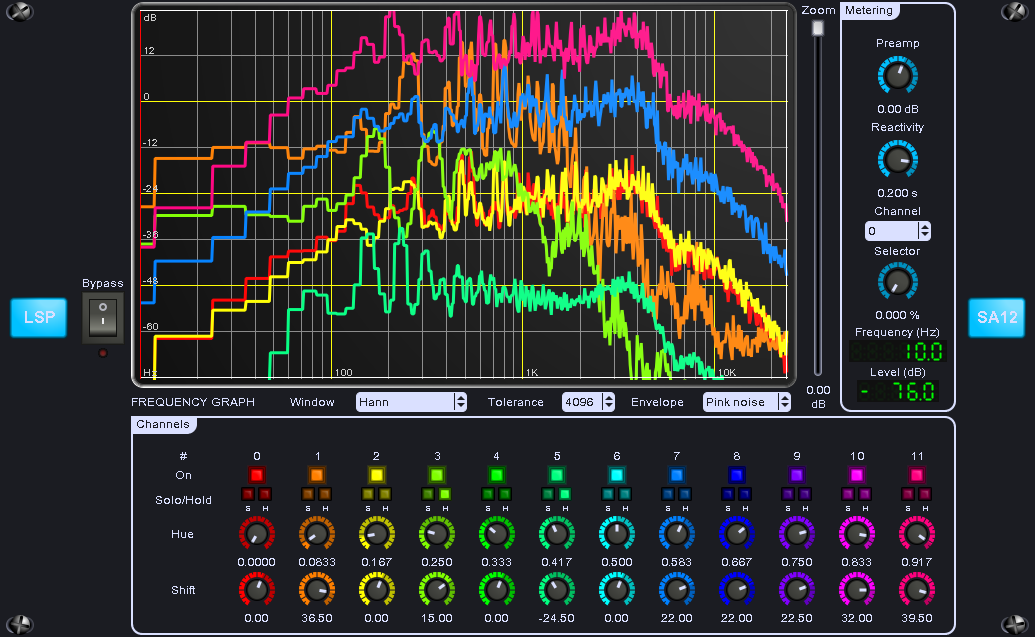 dB
12
0
-12
-24
-36
-48
-60
Hz
100
1K
10K
Zoom
0.00
dB
Metering
Preamp
0.00 dB
Reactivity
0.200 s
Channel
0
Selector
0.000 %
Frequency (Hz)
10.0
Level (dB)
-76.0
Bypass
LSP
SA12
FREQUENCY GRAPH Window Hann Tolerance 4096 Envelope Pink noise
Channels
# 0 1 2 3 4 5 6 7 8 9 10 11
On
Solo/Hold
S H S H S H S H S H S H S H S H S H S H S H S H
Hue
0.0000 0.0833 0.167 0.250 0.333 0.417 0.500 0.583 0.667 0.750 0.833 0.917
Shift
0.00 36.50 0.00 15.00 0.00 -24.50 0.00 22.00 22.00 22.50 32.00 39.50